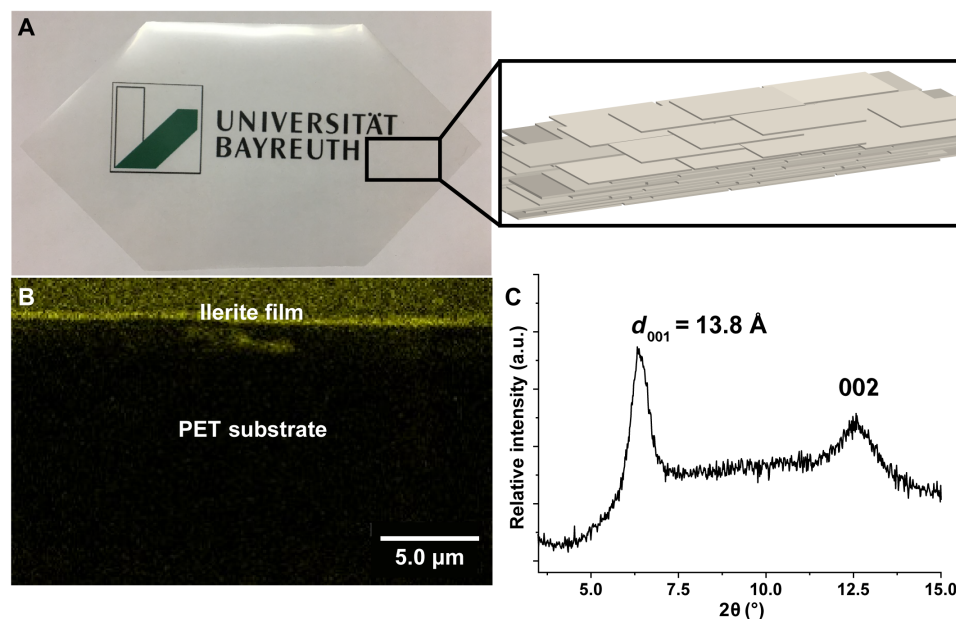 A
UNIVERSITÄT
BAYREUTH
B
Ilerite film
PET substrate
5.0 µm
C
d001 = 13.8 Å
002
Relative intensity (a.u.)
5.0 7.5 10.0 12.5 15.0
2θ (°)